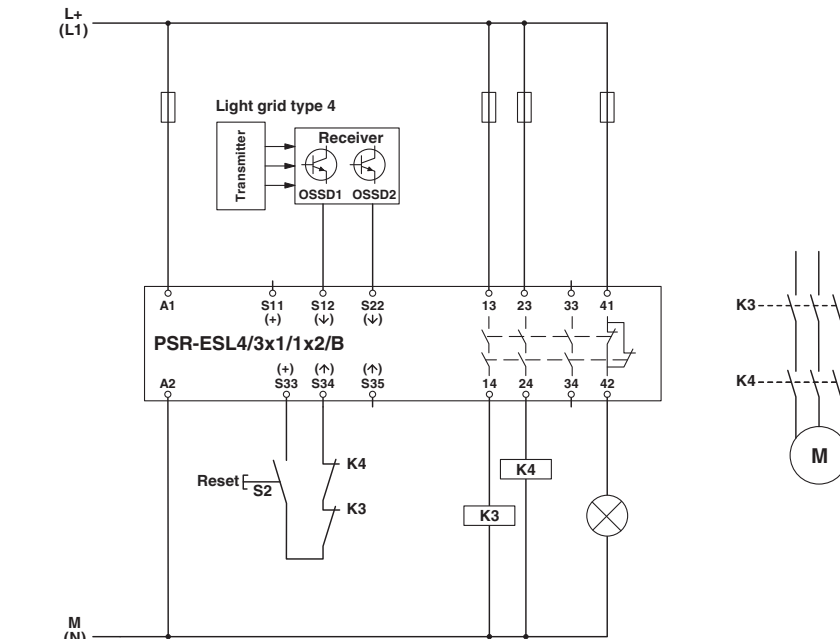 L+
(L1)
Light grid type 4
Transmitter
Receiver
OSSD1 OSSD2
A1 S11 S12 S22 13 23 33 41
(+) (↓) (↓)
PSR-ESL4/3x1/1x2/B
(+) (↑) (↑)
A2 S33 S34 S35 14 24 34 42
K3
K4
M
K4
Reset S2
K3
K4
K3
M
(N)